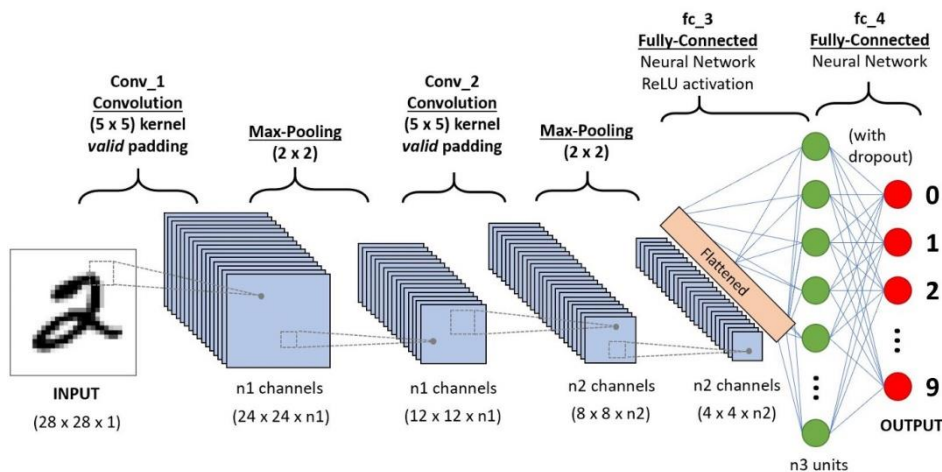 fc_3
Fully-Connected
Neural Network
ReLU activation
fc_4
Fully-Connected
Neural Network
Conv_1
Convolution
(5 x 5) kernel
valid padding
Max-Pooling
(2 x 2)
Conv_2
Convolution
(5 x 5) kernel
valid padding
Max-Pooling
(2 x 2)
(with
dropout)
Flattened
0
1
2
9
INPUT
(28 x 28 x 1)
n1 channels
(24 x 24 x n1)
n1 channels
(12 x 12 x n1)
n2 channels
(8 x 8 x n2)
n2 channels
(4 x 4 x n2)
n3 units
OUTPUT
2